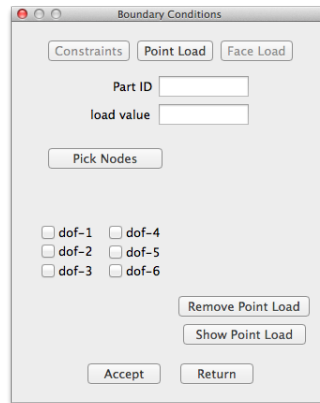 Boundary Conditions
Constraints Point Load Face Load
Part ID
load value
Pick Nodes
dof-1 dof-4
dof-2 dof-5
dof-3 dof-6
Remove Point Load
Show Point Load
Accept Return